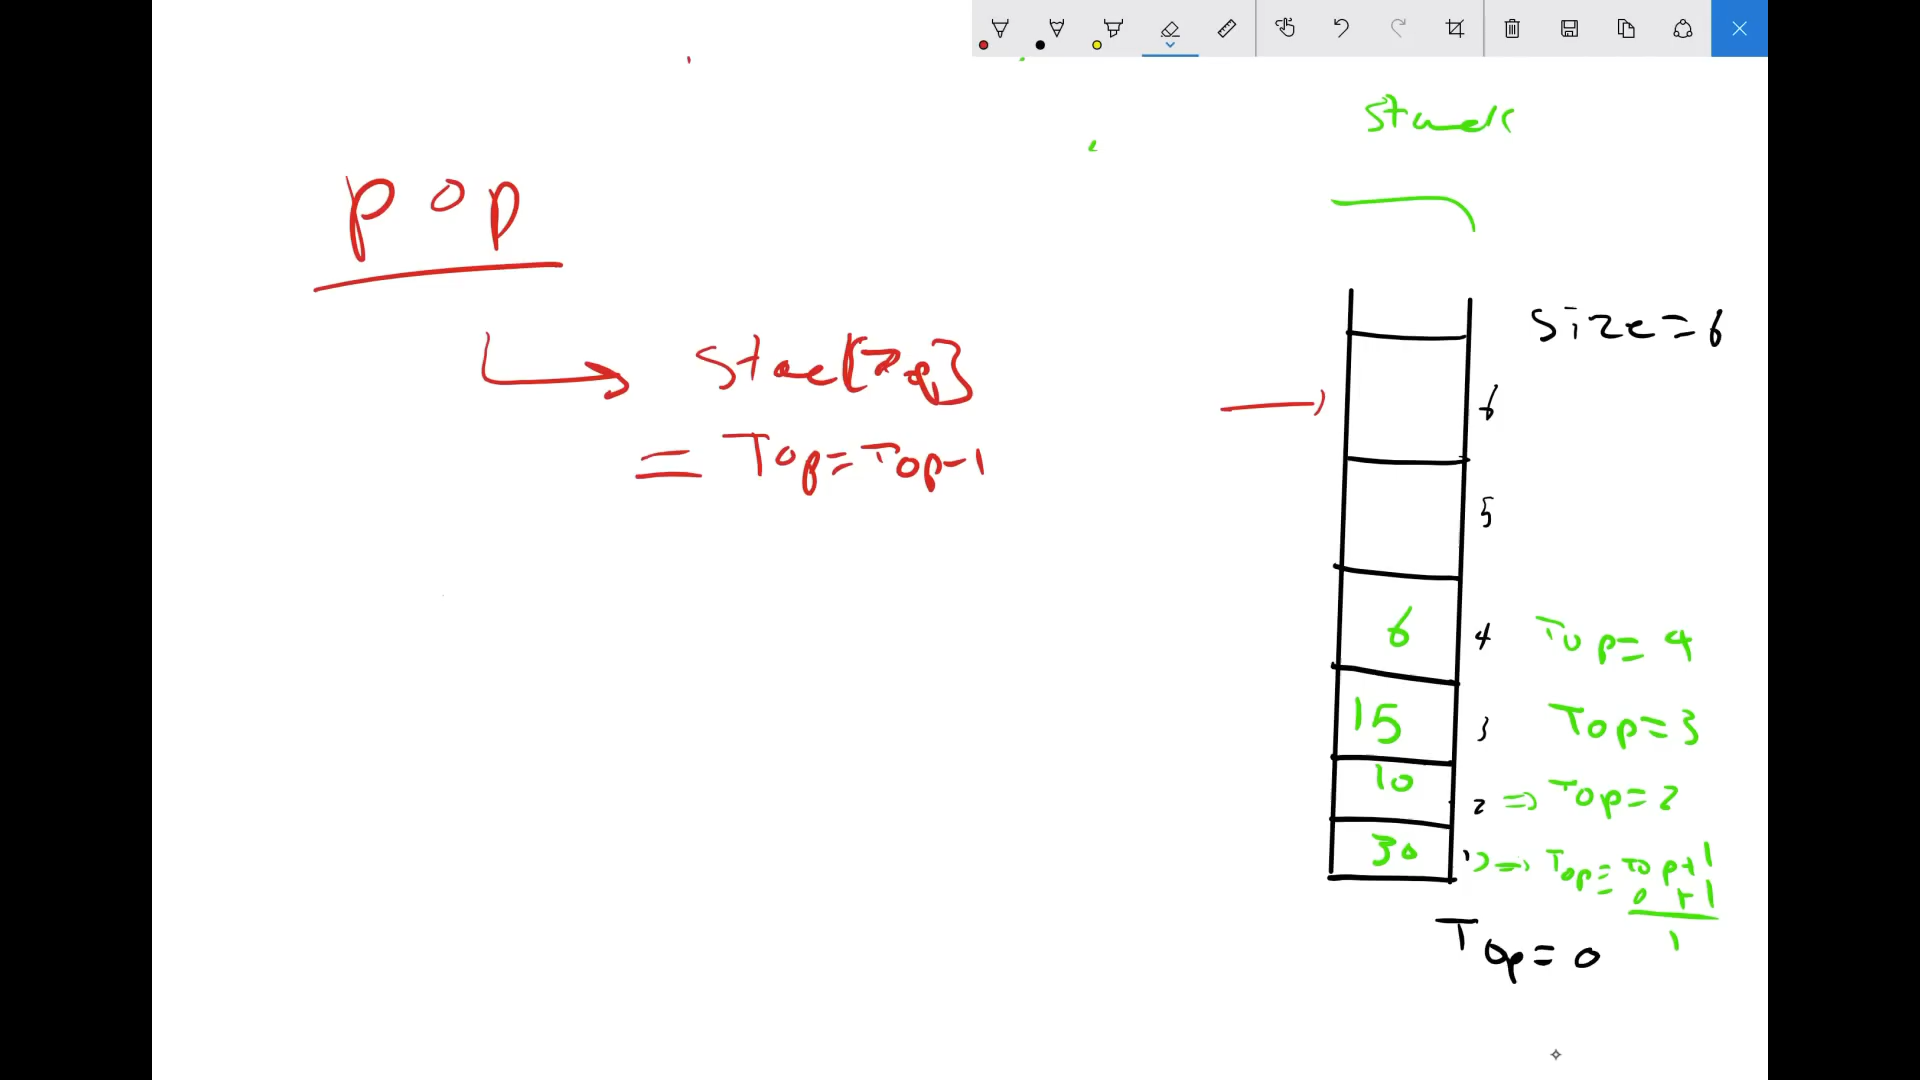 Stack
pop
Size=6
Stac[Top]
6
Top=Top-1
5
6 4 Top=4
15 3 Top=3
10 2 => Top=2
30 1 => Top=Top+1
0+1
1
Top=0